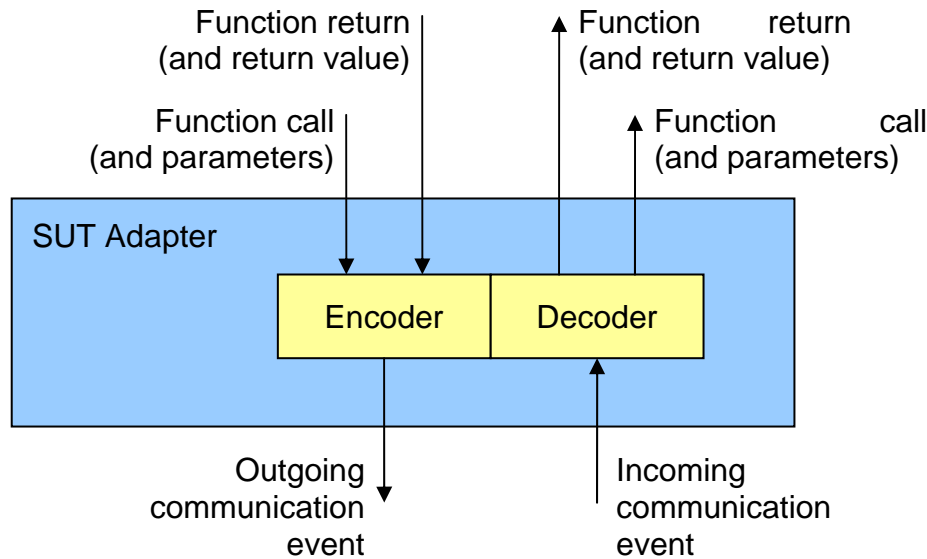 Function return
(and return value)
Function return
(and return value)
Function call
(and parameters)
Function call
(and parameters)
SUT Adapter
Encoder
Decoder
Outgoing
communication
event
Incoming
communication
event